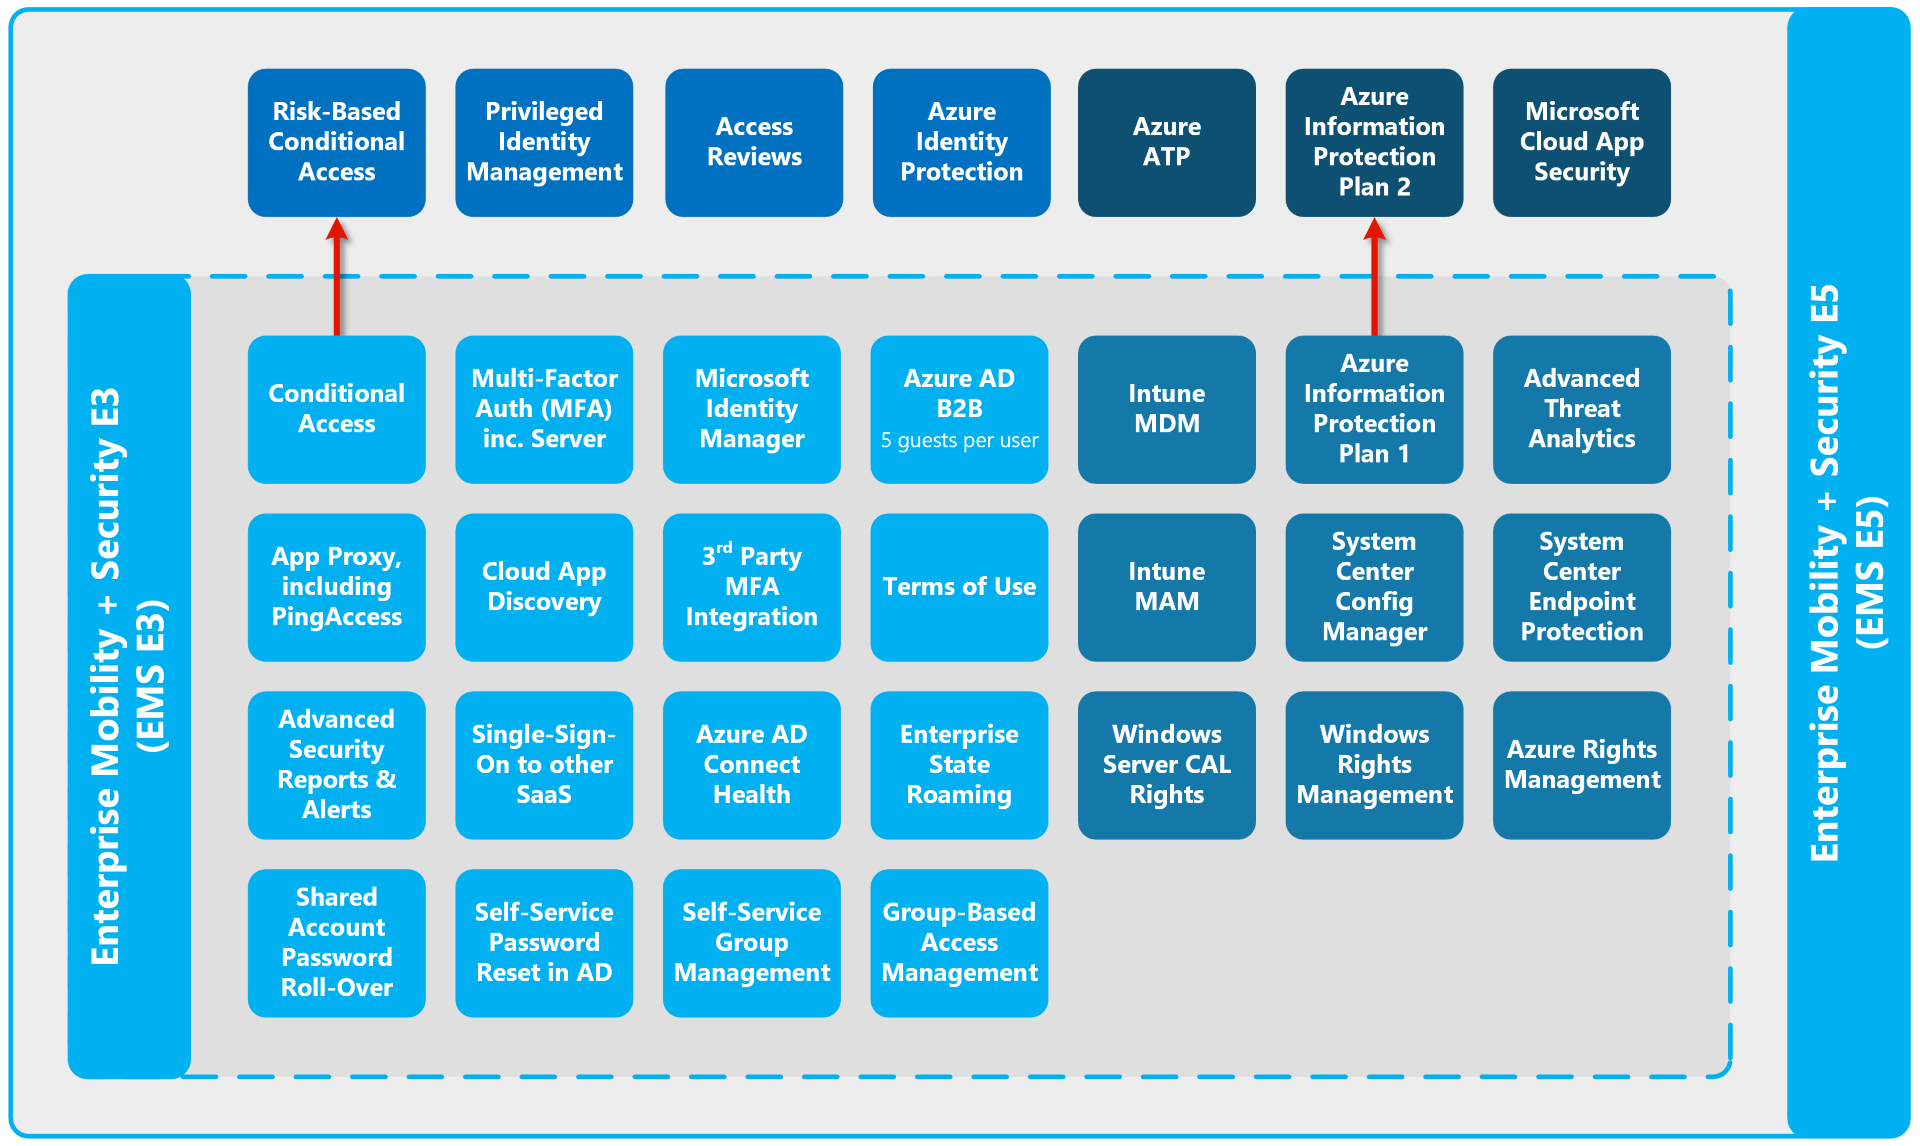 Risk-Based
Conditional
Access
Privileged
Identity
Management
Access
Reviews
Azure
Identity
Protection
Azure
ATP
Azure
Information
Protection
Plan 2
Microsoft
Cloud App
Security
Enterprise Mobility + Security E3
(EMS E3)
Conditional
Access
Multi-Factor
Auth (MFA)
inc. Server
Microsoft
Identity
Manager
Azure AD
B2B
5 guests per user
Intune
MDM
Azure
Information
Protection
Plan 1
Advanced
Threat
Analytics
App Proxy,
including
PingAccess
Cloud App
Discovery
3rd Party
MFA
Integration
Terms of Use
Intune
MAM
System
Center
Config
Manager
System
Center
Endpoint
Protection
Advanced
Security
Reports &
Alerts
Single-Sign-
On to other
SaaS
Azure AD
Connect
Health
Enterprise
State
Roaming
Windows
Server CAL
Rights
Windows
Rights
Management
Azure Rights
Management
Shared
Account
Password
Roll-Over
Self-Service
Password
Reset in AD
Self-Service
Group
Management
Group-Based
Access
Management
Enterprise Mobility + Security E5
(EMS E5)